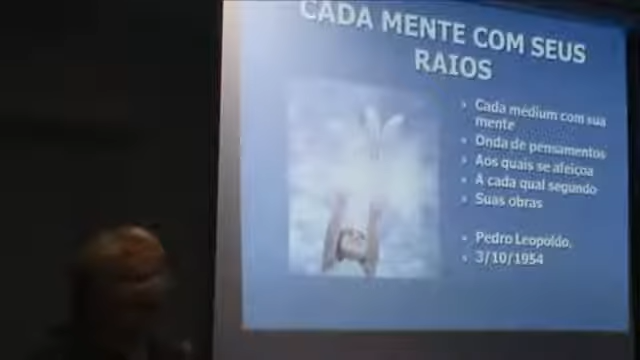 CADA MENTE COM SEUS
RAIOS
Cada médium com sua
mente
Onda de pensamentos
Aos quais se afeiçoa
A cada qual segundo
Suas obras
Pedro Leopoldo,
3/10/1954